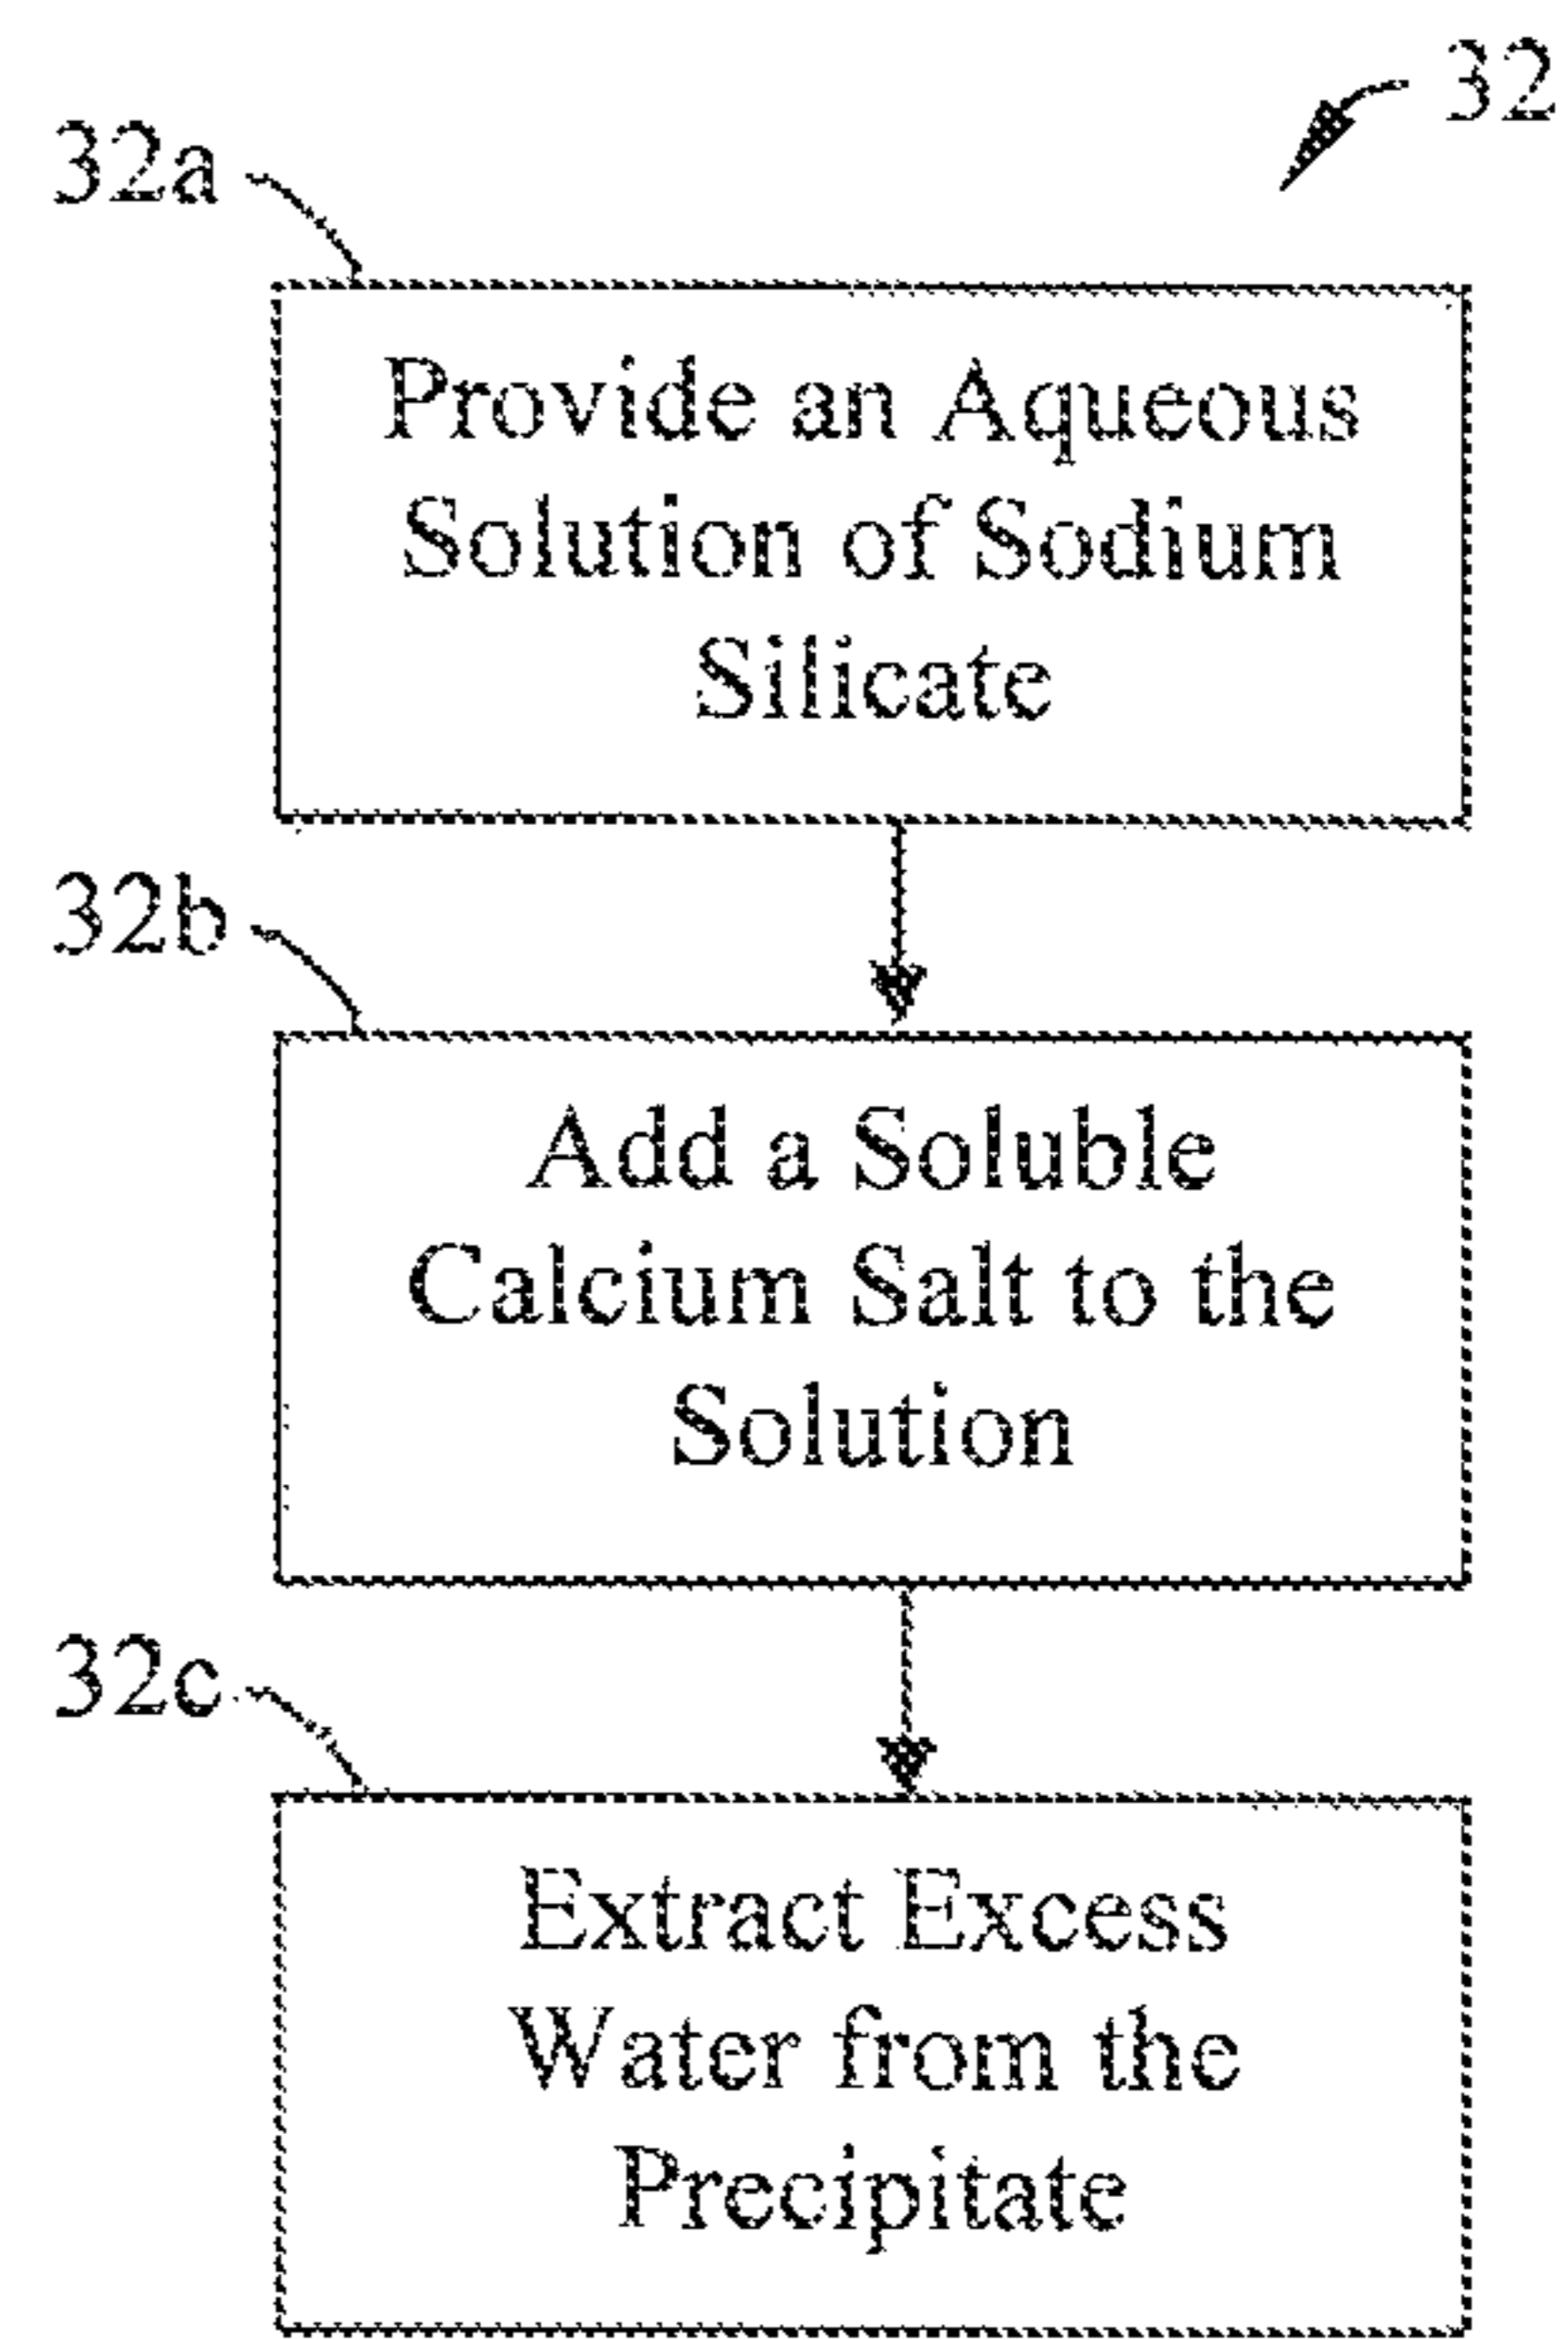 32
32a
Provide an Aqueous
Solution of Sodium
Silicate
32b
Add a Soluble
Calcium Salt to the
Solution
32c
Extract Excess
Water from the
Precipitate